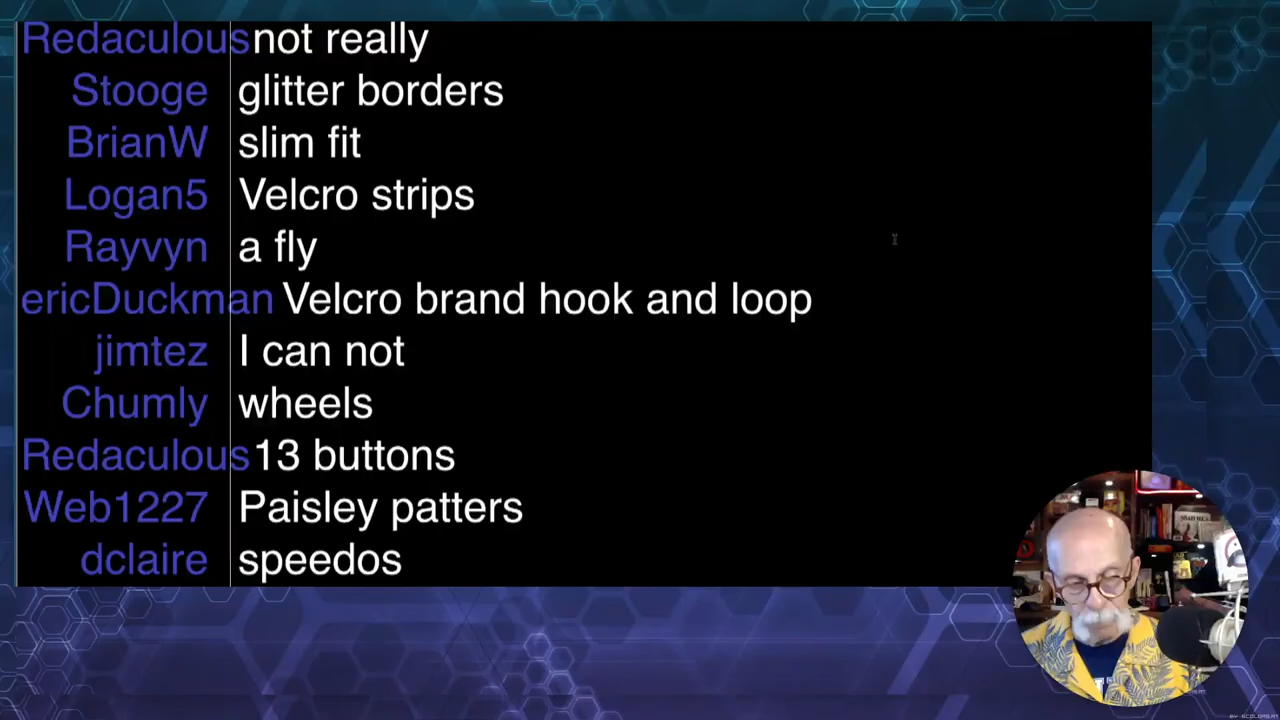 Redaculous not really
Stooge glitter borders
BrianW slim fit
Logan5 Velcro strips
Rayvyn a fly
ericDuckman Velcro brand hook and loop
jimtez I can not
Chumly wheels
Redaculous 13 buttons
Web1227 Paisley patters
dclaire speedos